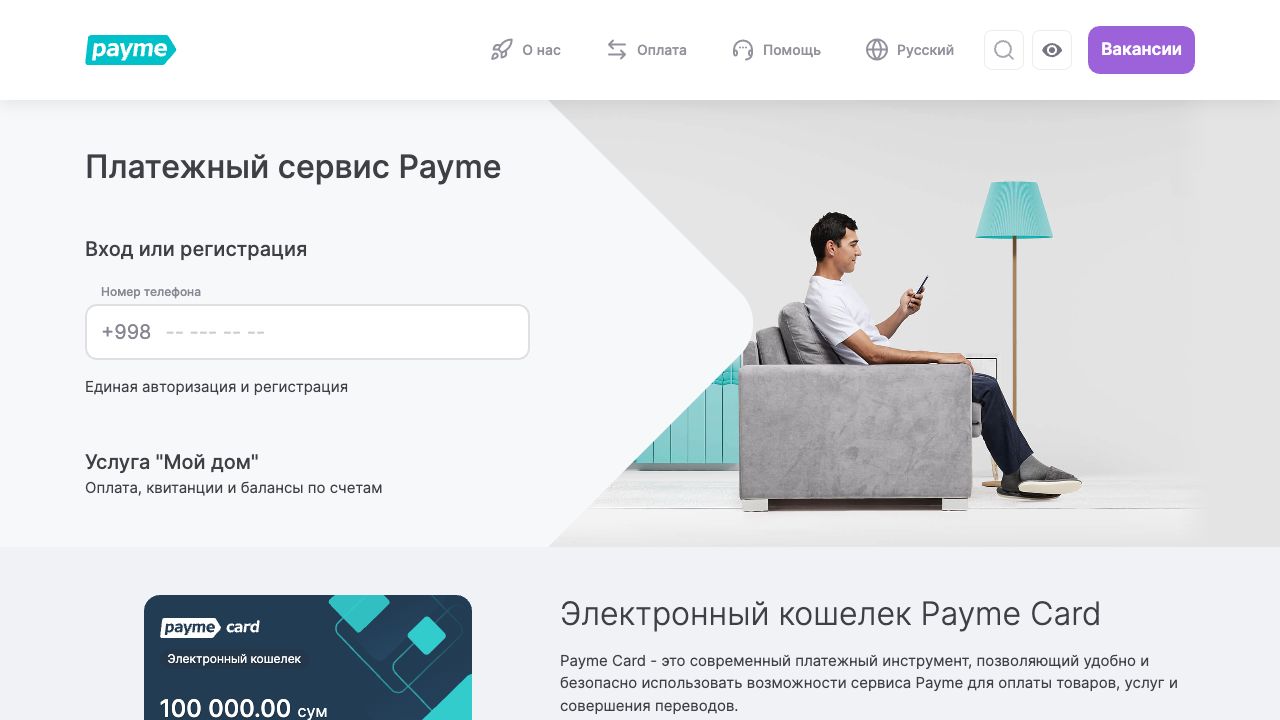 payme
О нас
Оплата
Помощь
Русский
Вакансии
Платежный сервис Payme
Вход или регистрация
Номер телефона
+998 -- --- -- --
Единая авторизация и регистрация
Услуга "Мой дом"
Оплата, квитанции и балансы по счетам
payme card
Электронный кошелек
100 000.00 сум
Электронный кошелек Payme Card
Payme Card - это современный платежный инструмент, позволяющий удобно и
безопасно использовать возможности сервиса Payme для оплаты товаров, услуг и
совершения переводов.